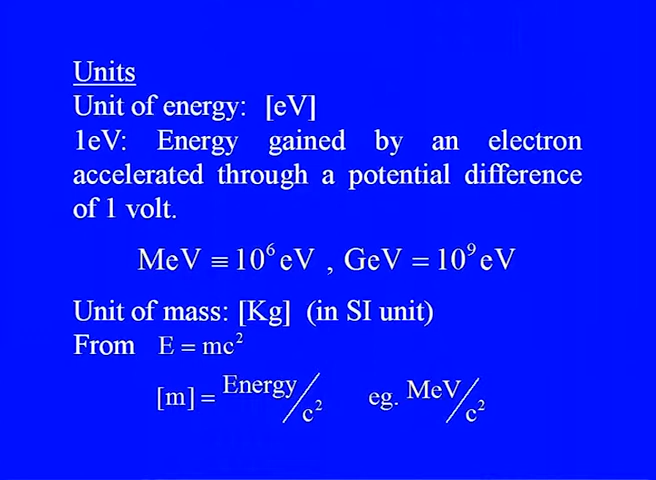 Units
Unit of energy: [eV]
1eV: Energy gained by an electron
accelerated through a potential difference
of 1 volt.
MeV ≡ 10⁶ eV , GeV = 10⁹ eV
Unit of mass: [Kg] (in SI unit)
From E = mc²
[m] = Energy/c² eg. MeV/c²